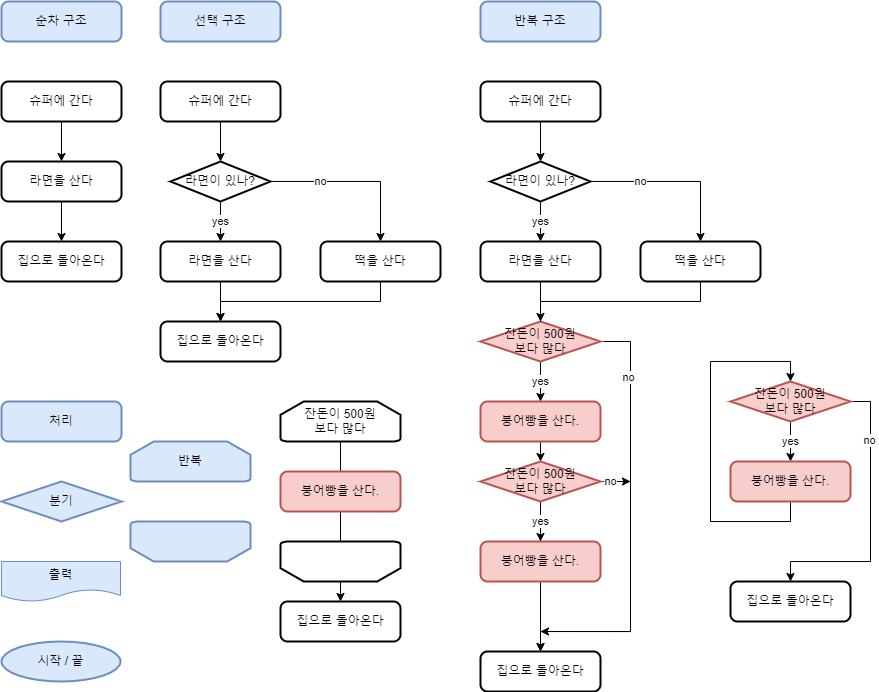 순차 구조
선택 구조
반복 구조
슈퍼에 간다
슈퍼에 간다
슈퍼에 간다
라면을 산다
라면이 있나?
no
라면이 있나?
no
yes
yes
집으로 돌아온다
라면을 산다
떡을 산다
라면을 산다
떡을 산다
집으로 돌아온다
잔돈이 500원
보다 많다
no
yes
처리
잔돈이 500원
보다 많다
붕어빵을 산다.
잔돈이 500원
보다 많다
no
yes
반복
붕어빵을 산다.
잔돈이 500원
보다 많다
no
yes
붕어빵을 산다.
분기
출력
붕어빵을 산다.
집으로 돌아온다
집으로 돌아온다
시작 / 끝
집으로 돌아온다